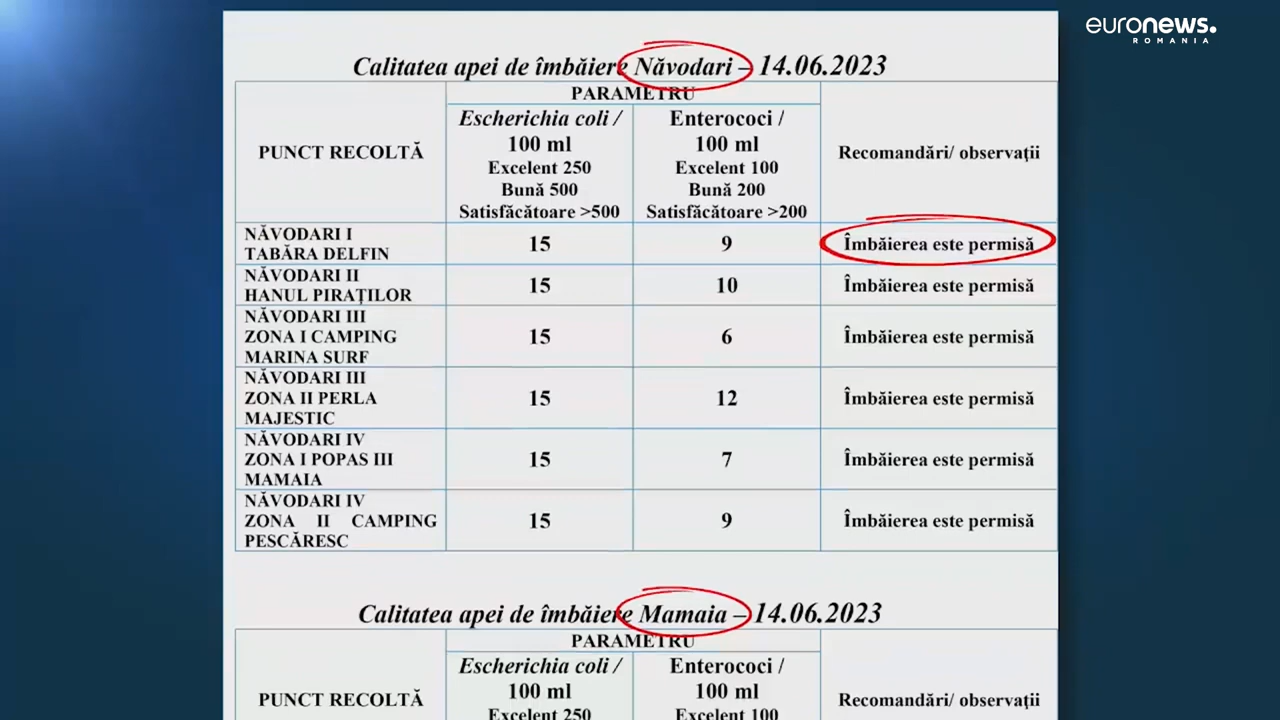 euronews.
ROMANIA
Calitatea apei de îmbăiere Năvodari – 14.06.2023
PARAMETRU
PUNCT RECOLTĂ
Escherichia coli /
100 ml
Excelent 250
Bună 500
Satisfăcătoare >500
Enterococi /
100 ml
Excelent 100
Bună 200
Satisfăcătoare >200
Recomandări/ observaţii
NĂVODARI I
TABĂRA DELFIN
15
9
Îmbăierea este permisă
NĂVODARI II
HANUL PIRAŢILOR
15
10
Îmbăierea este permisă
NĂVODARI III
ZONA I CAMPING
MARINA SURF
15
6
Îmbăierea este permisă
NĂVODARI III
ZONA II PERLA
MAJESTIC
15
12
Îmbăierea este permisă
NĂVODARI IV
ZONA I POPAS III
MAMAIA
15
7
Îmbăierea este permisă
NĂVODARI IV
ZONA II CAMPING
PESCĂRESC
15
9
Îmbăierea este permisă
Calitatea apei de îmbăiere Mamaia – 14.06.2023
PARAMETRU
PUNCT RECOLTĂ
Escherichia coli /
100 ml
Excelent 250
Enterococi /
100 ml
Excelent 100
Recomandări/ observaţii